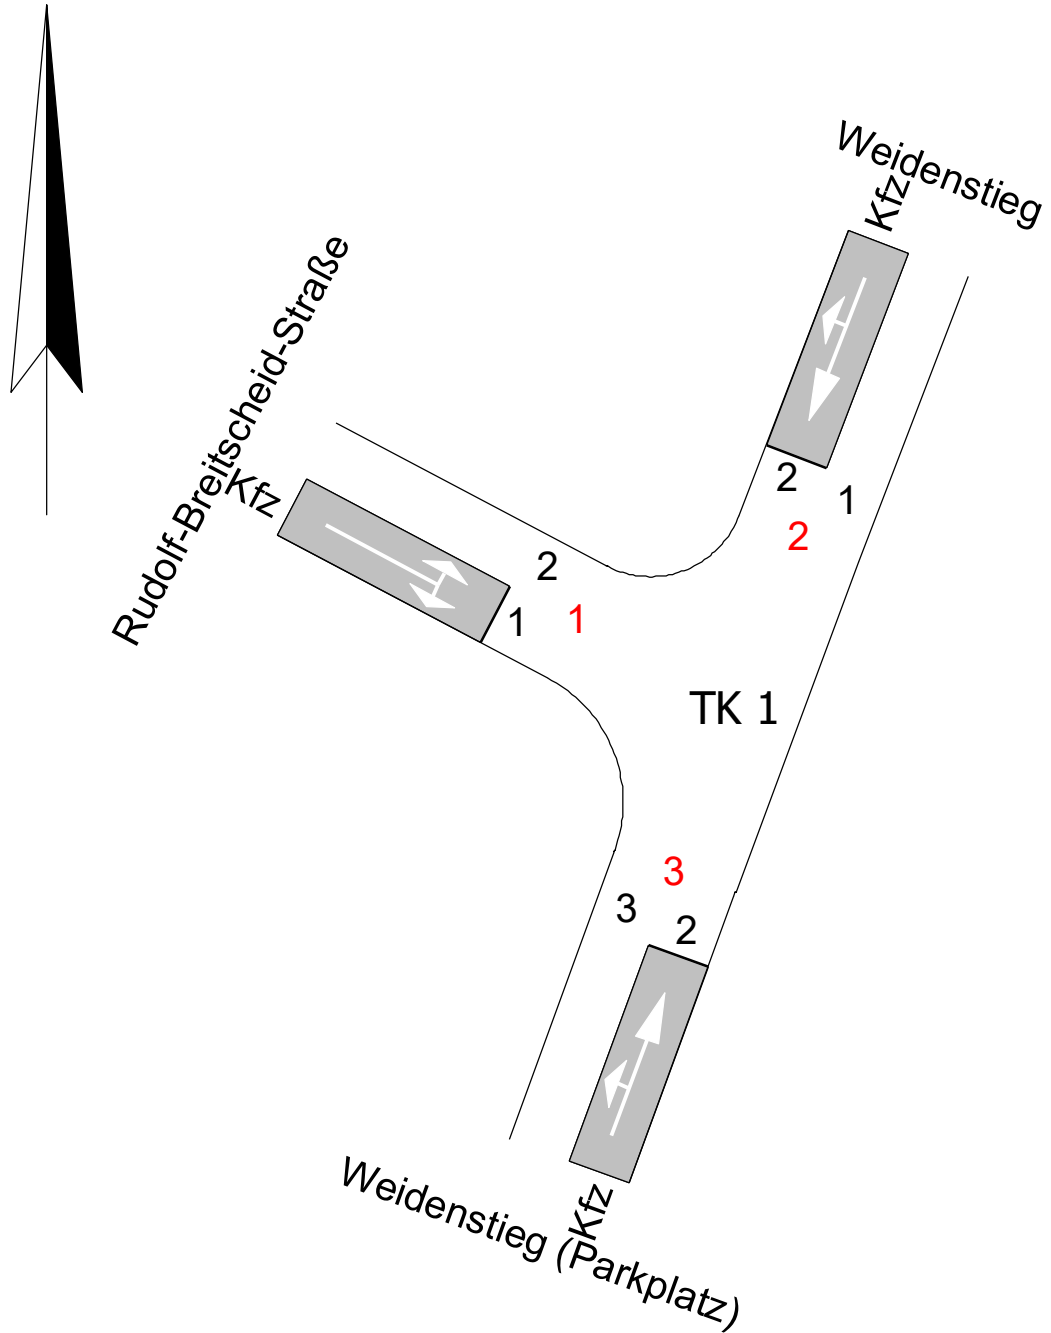 Weidenstieg
Kfz
Rudolf-Breitscheid-Straße
Kfz
2
1
2
2
1
1
TK 1
3
3
2
Kfz
Weidenstieg (Parkplatz)